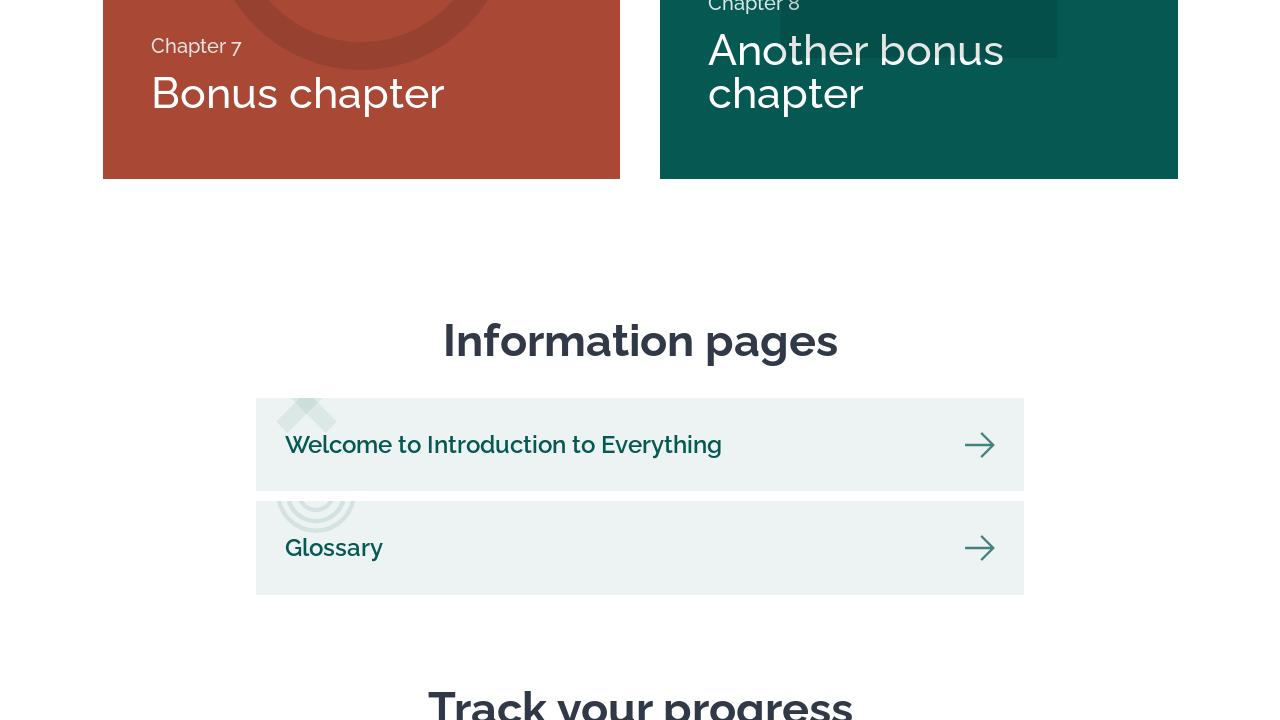 Chapter 7
Bonus chapter
Chapter 8
Another bonus
chapter
Information pages
Welcome to Introduction to Everything
Glossary
Track your progress